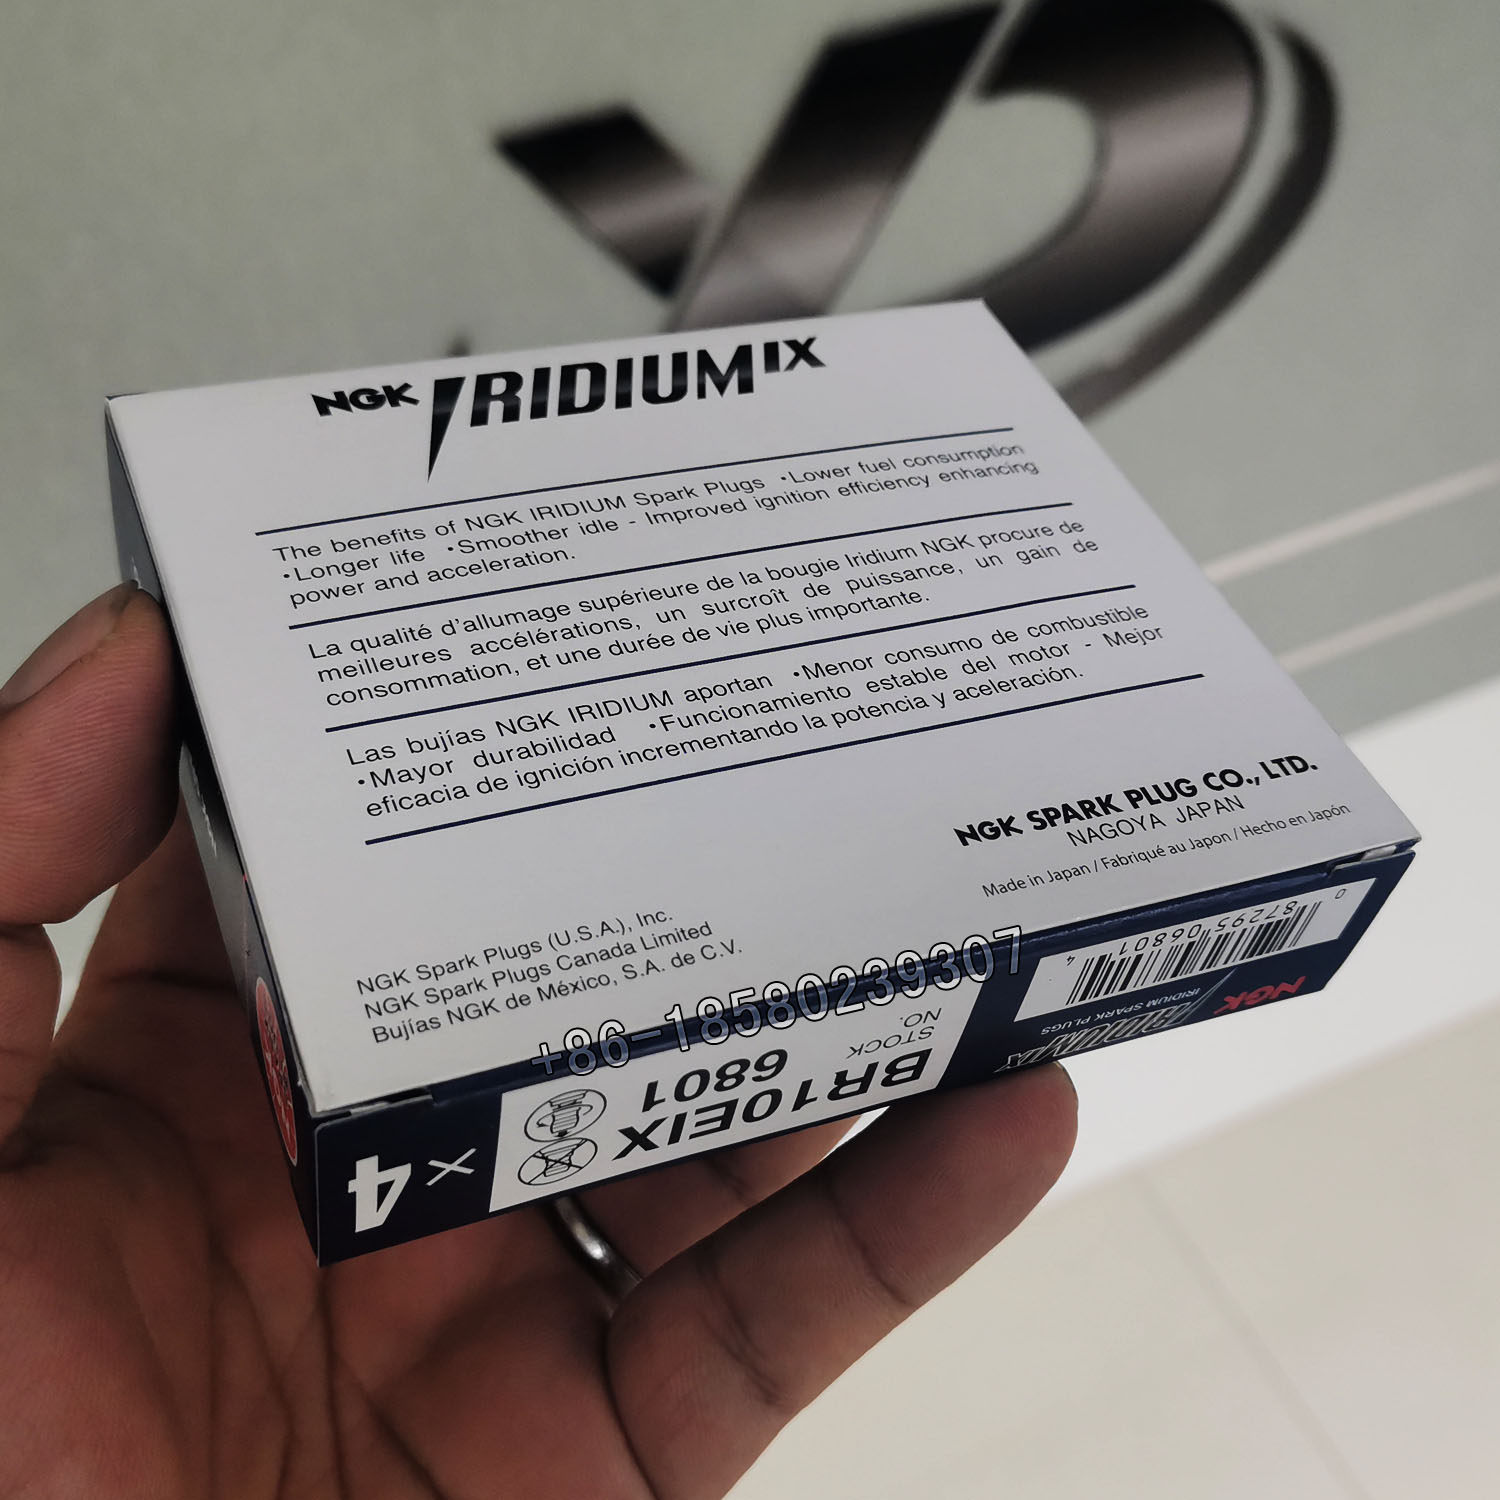 NGK IRIDIUM IX
The benefits of NGK IRIDIUM Spark Plugs •Lower fuel consumption
•Longer life •Smoother idle - Improved ignition efficiency enhancing
power and acceleration.
La qualité d'allumage supérieure de la bougie Iridium NGK procure de
meilleures accélérations, un surcroît de puissance, un gain de
consommation, et une durée de vie plus importante.
Las bujías NGK IRIDIUM aportan •Menor consumo de combustible
•Mayor durabilidad •Funcionamiento estable del motor - Mejor
eficacia de ignición incrementando la potencia y aceleración.
NGK SPARK PLUG CO., LTD.
NAGOYA JAPAN
Made in Japan / Fabriqué au Japon / Hecho en Japón
NGK Spark Plugs (U.S.A.), Inc.
NGK Spark Plugs Canada Limited
Bujías NGK de México, S.A. de C.V.
+86-18580239307
0 87295 06801 4
NGK
IRIDIUM IX
IRIDIUM SPARK PLUGS
BR10EIX
STOCK NO. 6801
× 4